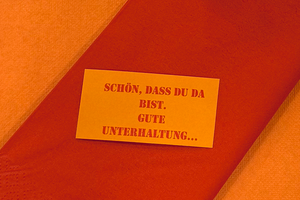 SCHÖN, DASS DU DA
BIST.
GUTE
UNTERHALTUNG...